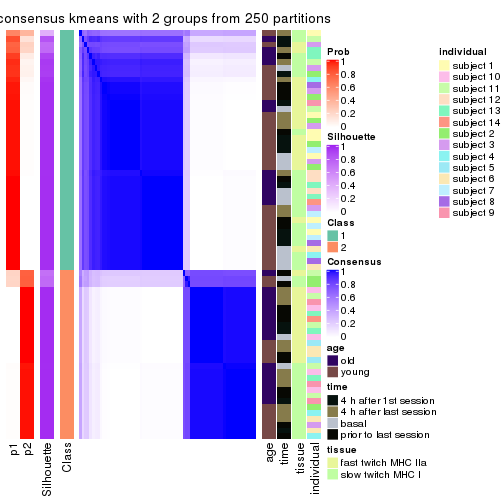 consensus kmeans with 2 groups from 250 partitions
Prob
1
0.8
0.6
0.4
0.2
0
Silhouette
1
0.8
0.6
0.4
0.2
0
Class
1
2
Consensus
1
0.8
0.6
0.4
0.2
0
age
old
young
time
4 h after 1st session
4 h after last session
basal
prior to last session
tissue
fast twitch MHC IIa
slow twitch MHC I
individual
subject 1
subject 10
subject 11
subject 12
subject 13
subject 14
subject 2
subject 3
subject 4
subject 5
subject 6
subject 7
subject 8
subject 9
p1
p2
Silhouette
Class
age
time
tissue
individual